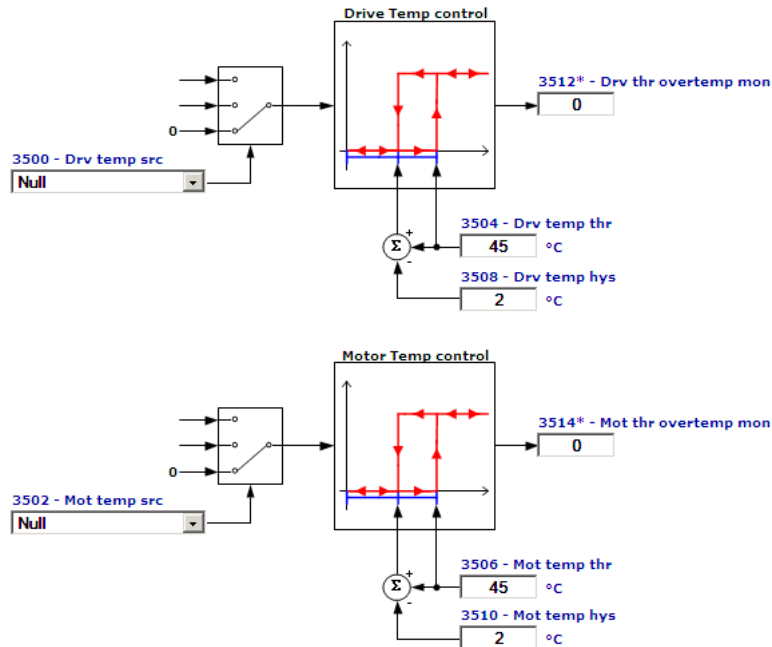 Drive Temp control
3512* - Drv thr overtemp mon
0
0
3500 - Drv temp src
Null
3504 - Drv temp thr
+
Σ
45 °C
-
3508 - Drv temp hys
2 °C
Motor Temp control
3514* - Mot thr overtemp mon
0
0
3502 - Mot temp src
Null
3506 - Mot temp thr
+
Σ
45 °C
-
3510 - Mot temp hys
2 °C